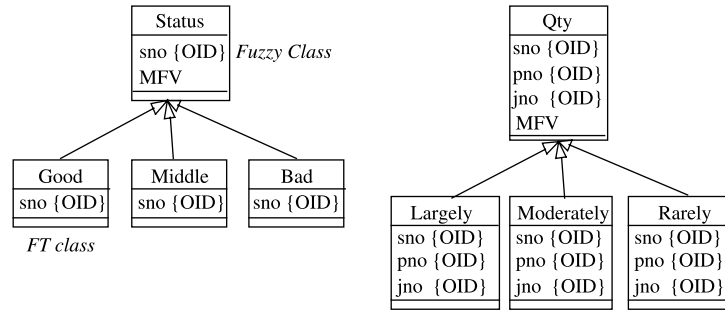 Status
sno {OID}
MFV
Fuzzy Class
Good
sno {OID}
Middle
sno {OID}
Bad
sno {OID}
FT class
Qty
sno {OID}
pno {OID}
jno {OID}
MFV
Largely
sno {OID}
pno {OID}
jno {OID}
Moderately
sno {OID}
pno {OID}
jno {OID}
Rarely
sno {OID}
pno {OID}
jno {OID}